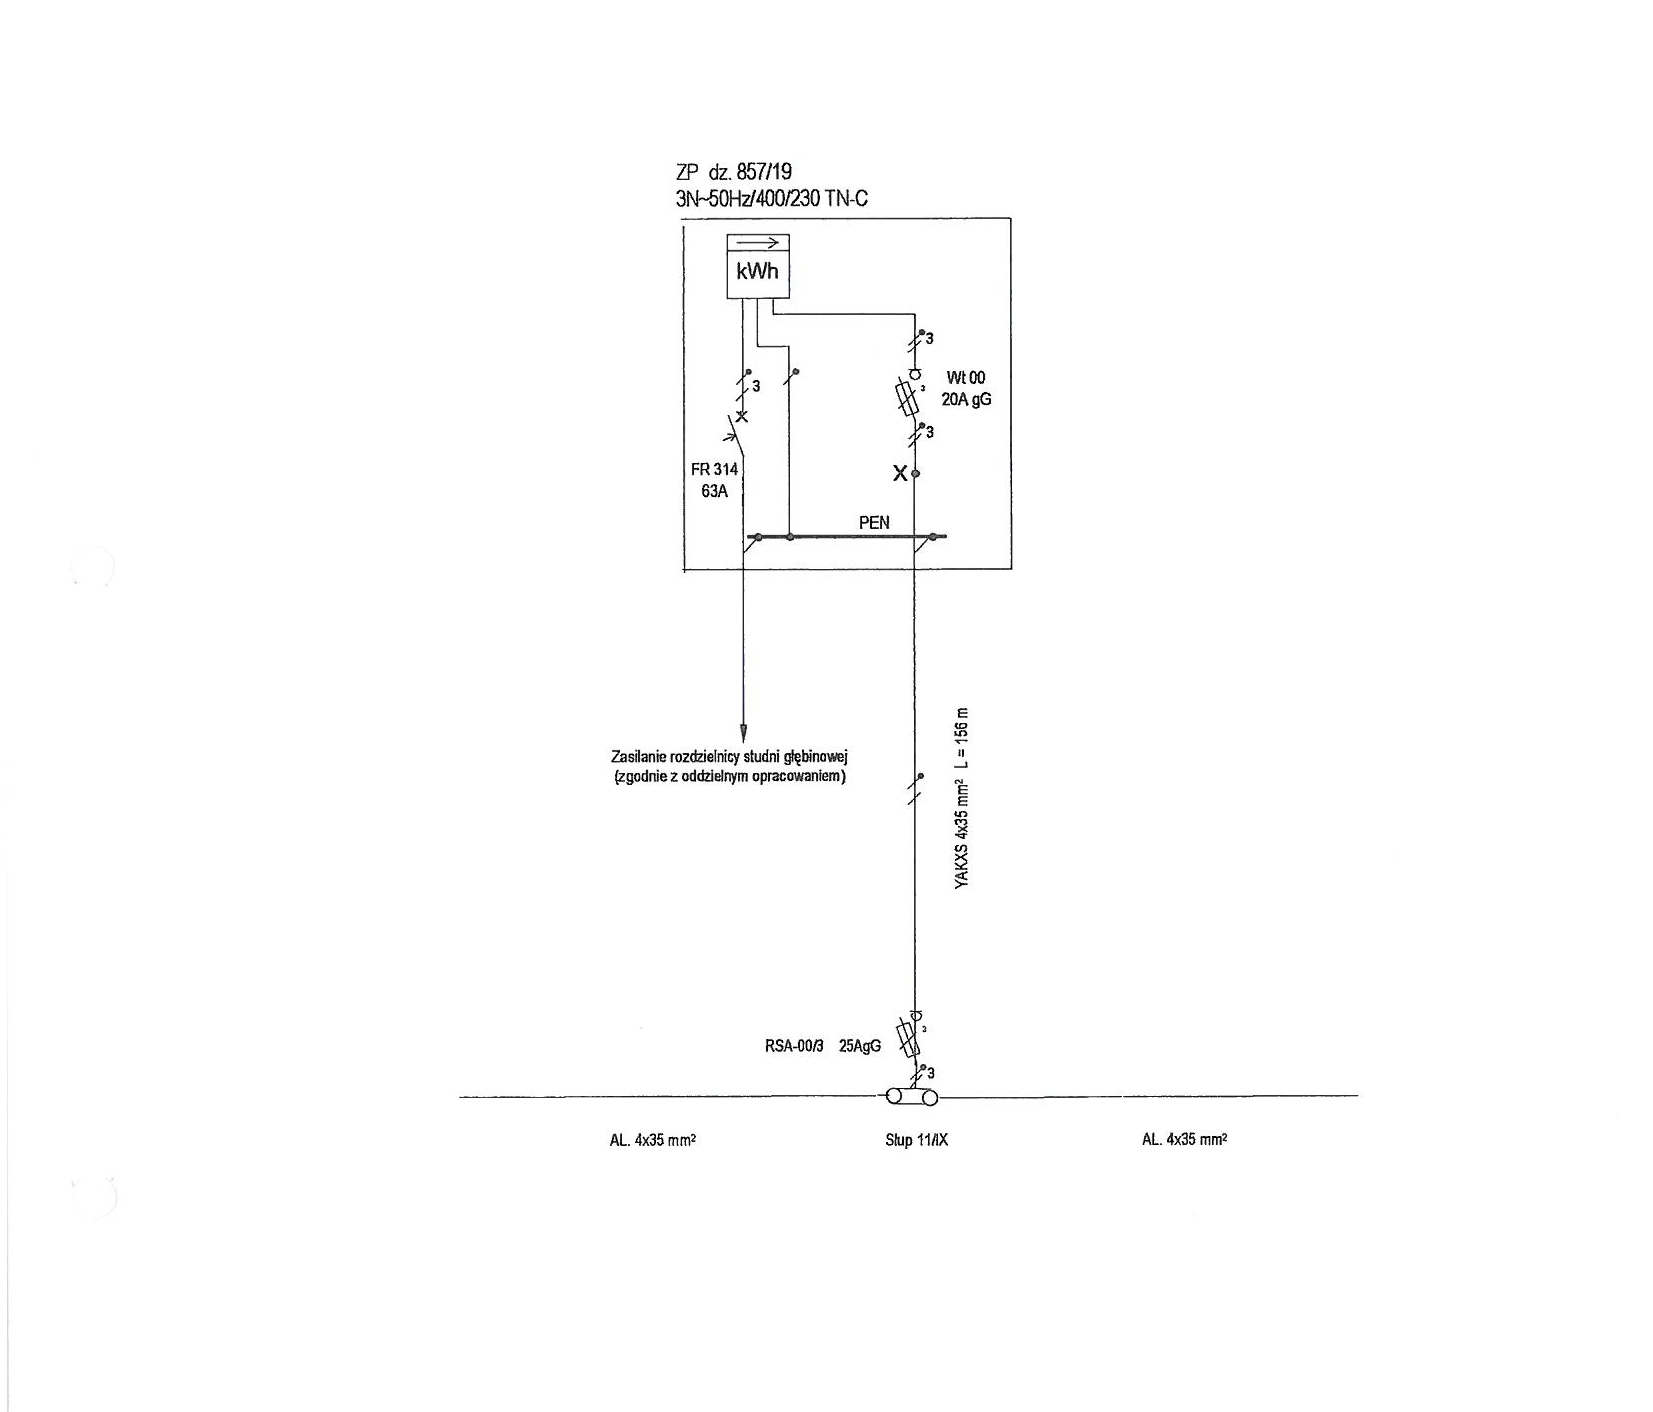 ZP dz. 857/19
3N~50Hz/400/230 TN-C
kWh
3
3
Wt 00
20A gG
3
3
X
FR 314
63A
PEN
Zasilanie rozdzielnicy studni głębinowej
(zgodnie z oddzielnym opracowaniem)
YAKXS 4x35 mm² L = 156 m
3
RSA-00/3 25AgG
3
AL. 4x35 mm²
Słup 11/IX
AL. 4x35 mm²